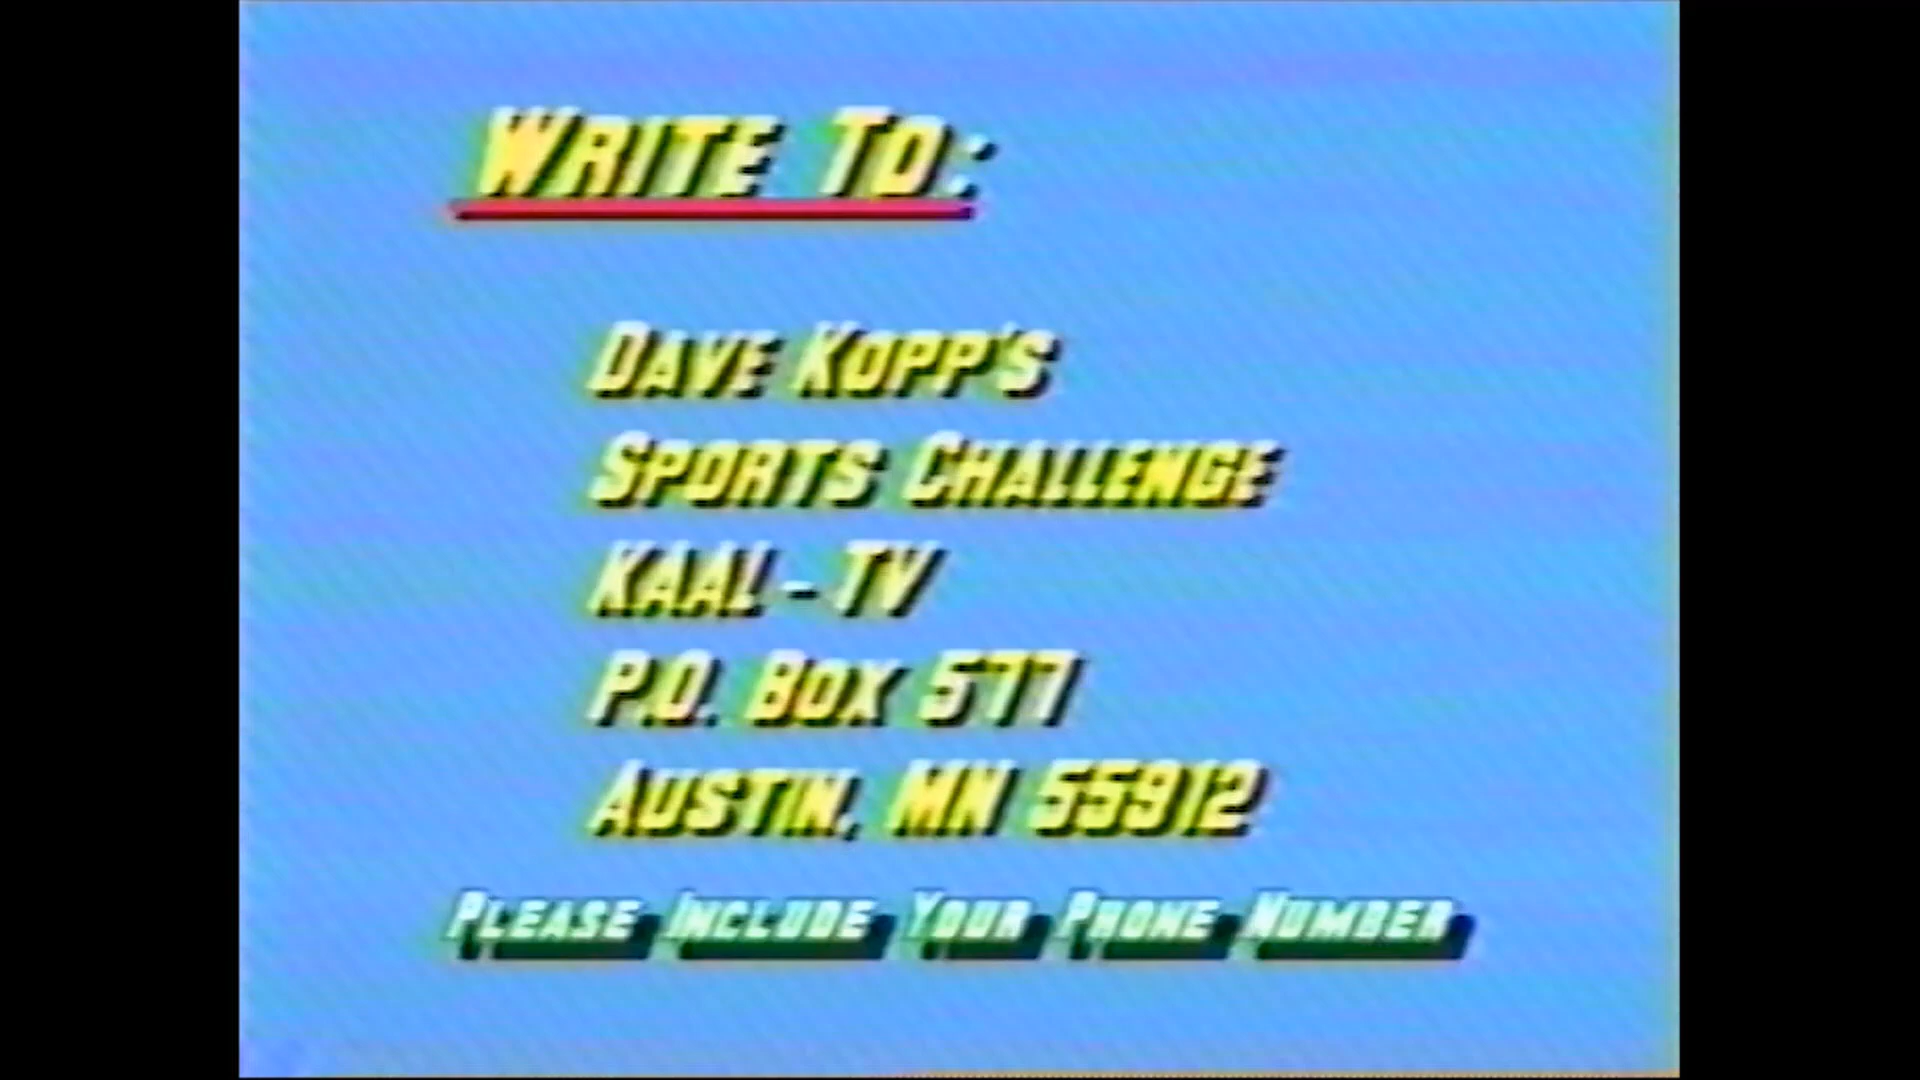 WRITE TO:
DAVE KOPP'S
SPORTS CHALLENGE
KAAL - TV
P.O. BOX 577
AUSTIN, MN 55912
PLEASE INCLUDE YOUR PHONE NUMBER